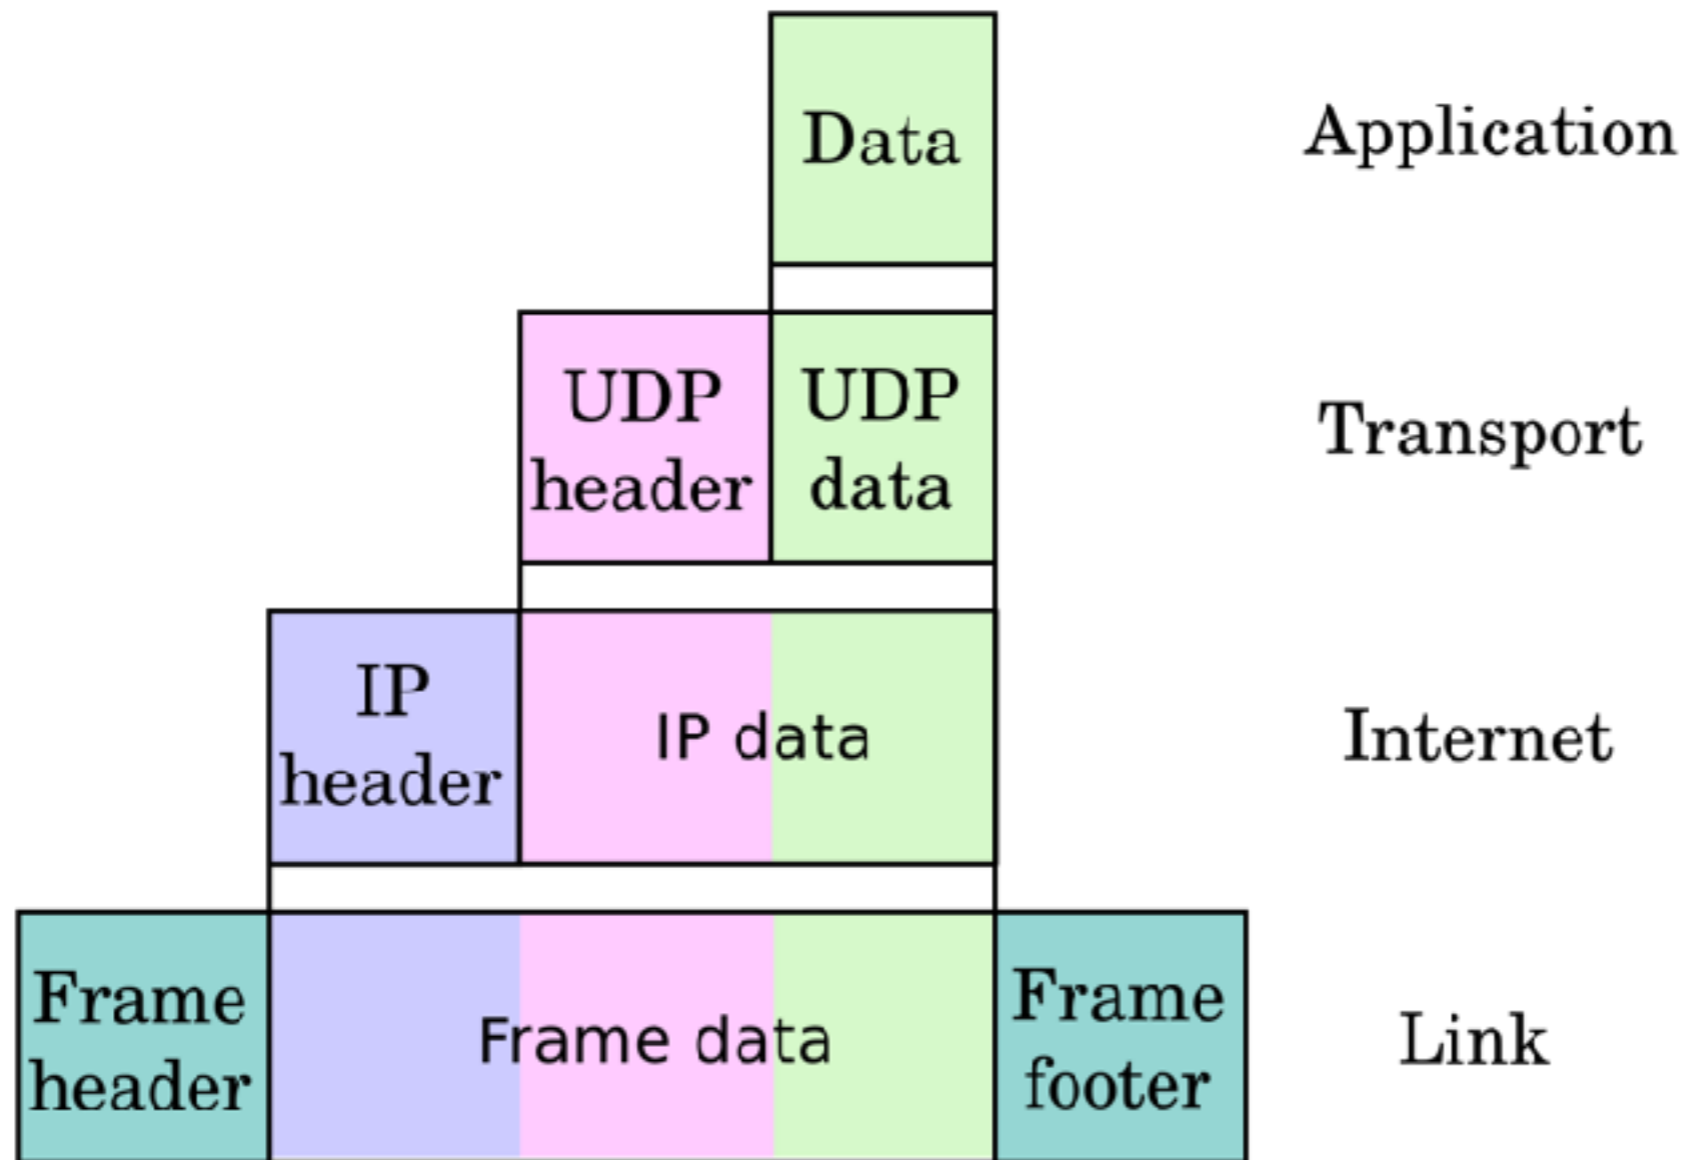 Data
Application
UDP
header
UDP
data
Transport
IP
header
IP data
Internet
Frame
header
Frame data
Frame
footer
Link